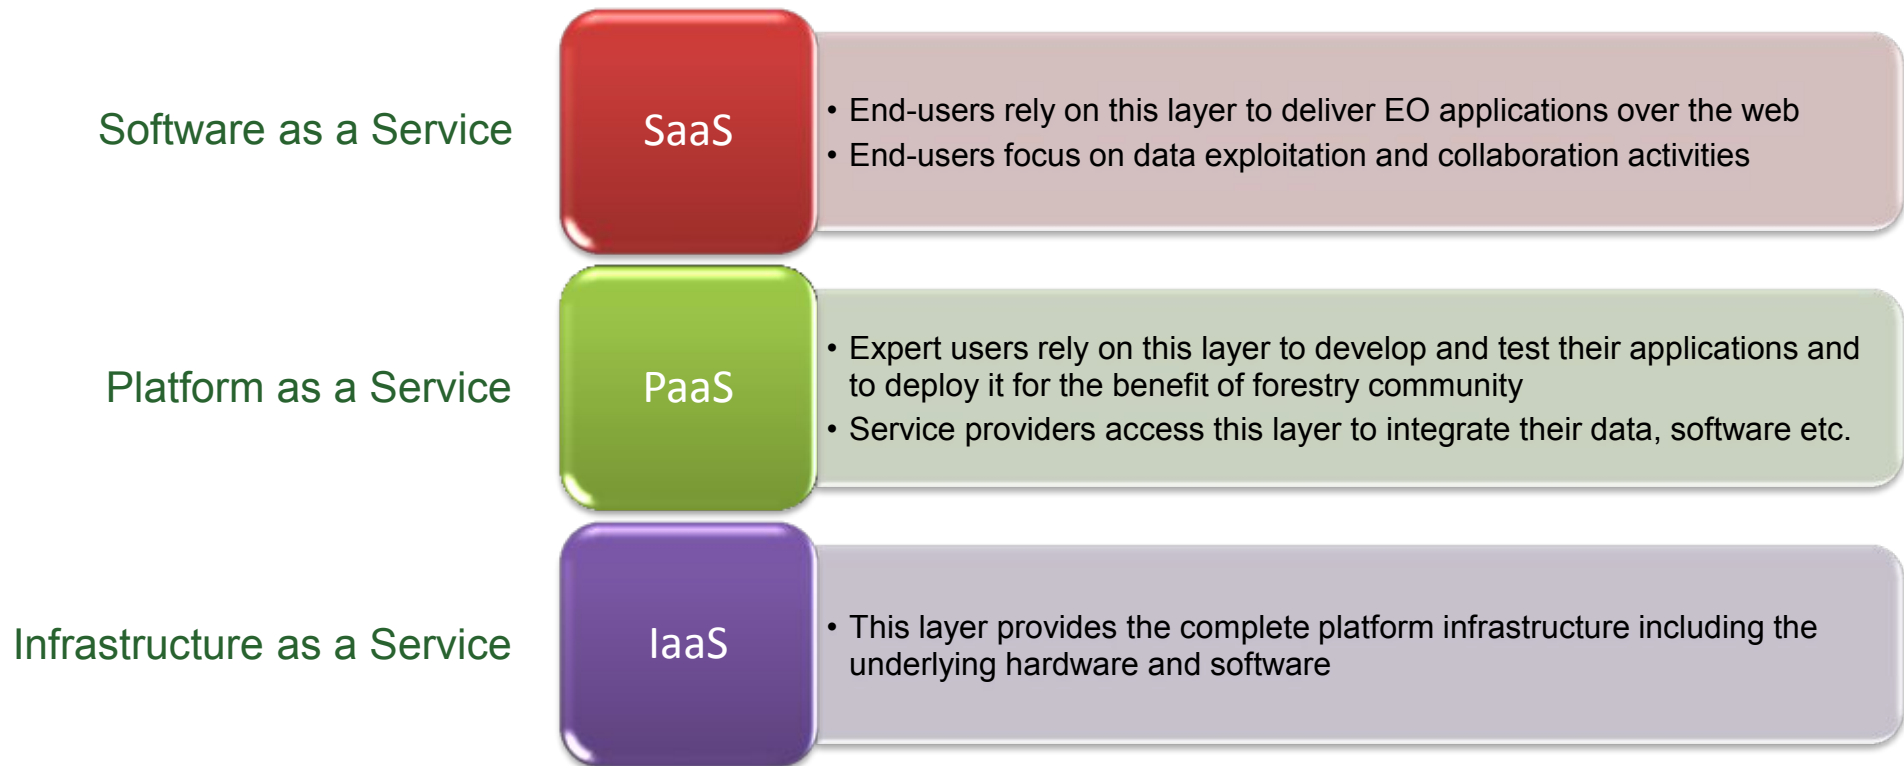 Software as a Service
SaaS
• End-users rely on this layer to deliver EO applications over the web
• End-users focus on data exploitation and collaboration activities
Platform as a Service
PaaS
• Expert users rely on this layer to develop and test their applications and
to deploy it for the benefit of forestry community
• Service providers access this layer to integrate their data, software etc.
Infrastructure as a Service
IaaS
• This layer provides the complete platform infrastructure including the
underlying hardware and software